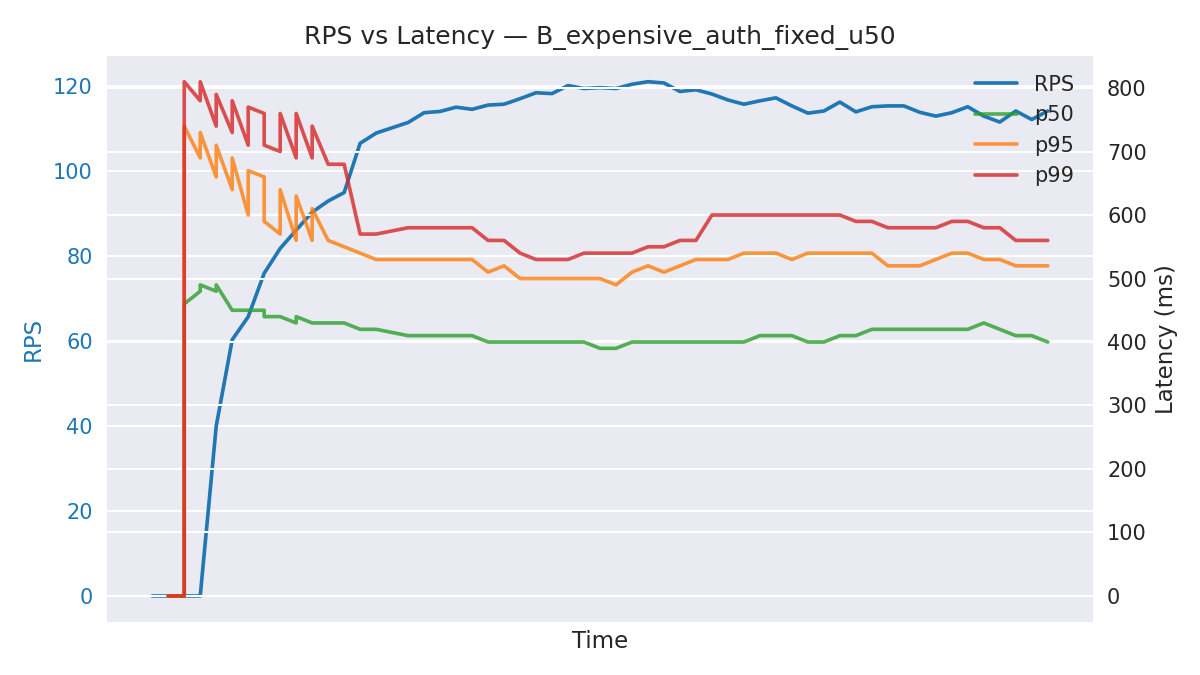 RPS vs Latency — B_expensive_auth_fixed_u50
RPS
p50
p95
p99
120
100
80
60
40
20
0
RPS
800
700
600
500
400
300
200
100
0
Latency (ms)
Time